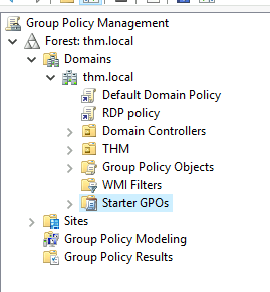 Group Policy Management
Forest: thm.local
Domains
thm.local
Default Domain Policy
RDP policy
Domain Controllers
THM
Group Policy Objects
WMI Filters
Starter GPOs
Sites
Group Policy Modeling
Group Policy Results